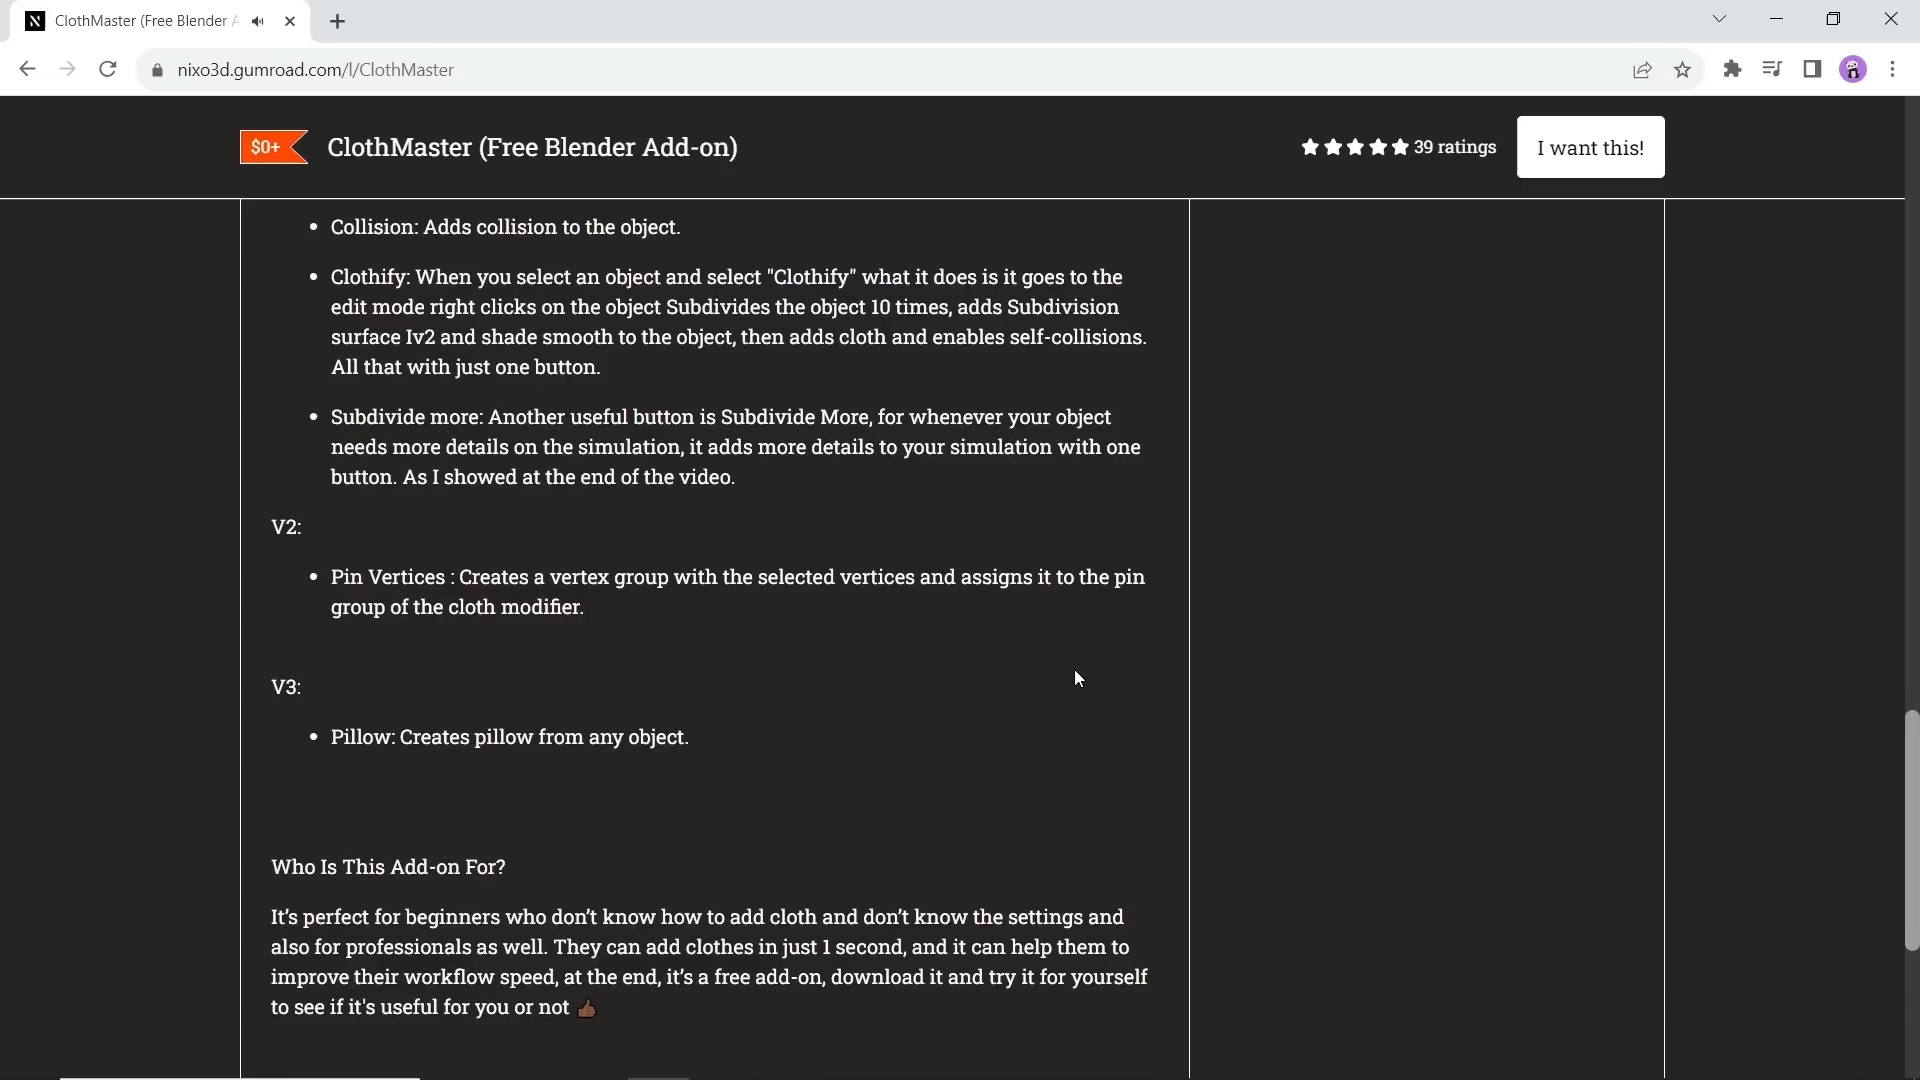 ClothMaster (Free Blender A
nixo3d.gumroad.com/l/ClothMaster
$0+
ClothMaster (Free Blender Add-on)
39 ratings
I want this!
• Collision: Adds collision to the object.
• Clothify: When you select an object and select "Clothify" what it does is it goes to the
edit mode right clicks on the object Subdivides the object 10 times, adds Subdivision
surface Iv2 and shade smooth to the object, then adds cloth and enables self-collisions.
All that with just one button.
• Subdivide more: Another useful button is Subdivide More, for whenever your object
needs more details on the simulation, it adds more details to your simulation with one
button. As I showed at the end of the video.
V2:
• Pin Vertices : Creates a vertex group with the selected vertices and assigns it to the pin
group of the cloth modifier.
V3:
• Pillow: Creates pillow from any object.
Who Is This Add-on For?
It’s perfect for beginners who don’t know how to add cloth and don’t know the settings and
also for professionals as well. They can add clothes in just 1 second, and it can help them to
improve their workflow speed, at the end, it’s a free add-on, download it and try it for yourself
to see if it's useful for you or not 👍🏾